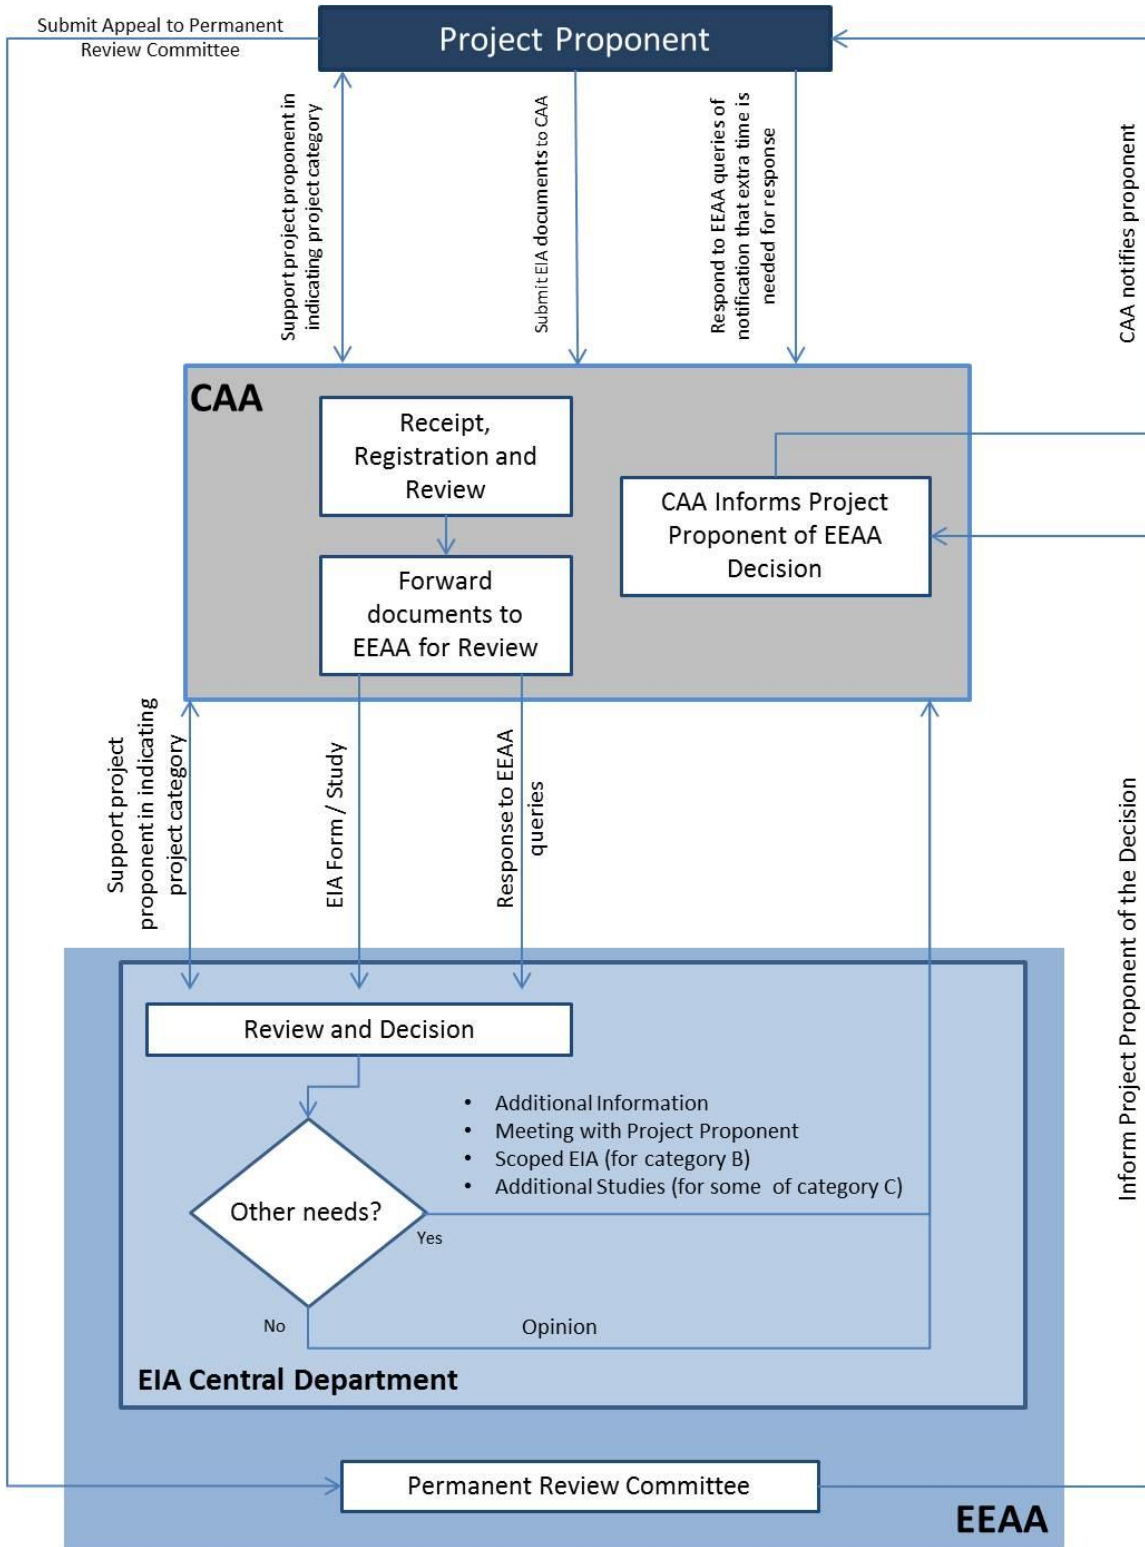 Submit Appeal to Permanent
Review Committee
Project Proponent
Support project proponent in
indicating project category
Submit EIA documents to CAA
Respond to EEAA queries of
notification that extra time is
needed for response
CAA notifies proponent
CAA
Receipt,
Registration and
Review
CAA Informs Project
Proponent of EEAA
Decision
Forward
documents to
EEAA for Review
Support project
proponent in indicating
project category
EIA Form / Study
Response to EEAA
queries
Inform Project Proponent of the Decision
Review and Decision
• Additional Information
• Meeting with Project Proponent
• Scoped EIA (for category B)
• Additional Studies (for some of category C)
Other needs?
Yes
No
Opinion
EIA Central Department
Permanent Review Committee
EEAA